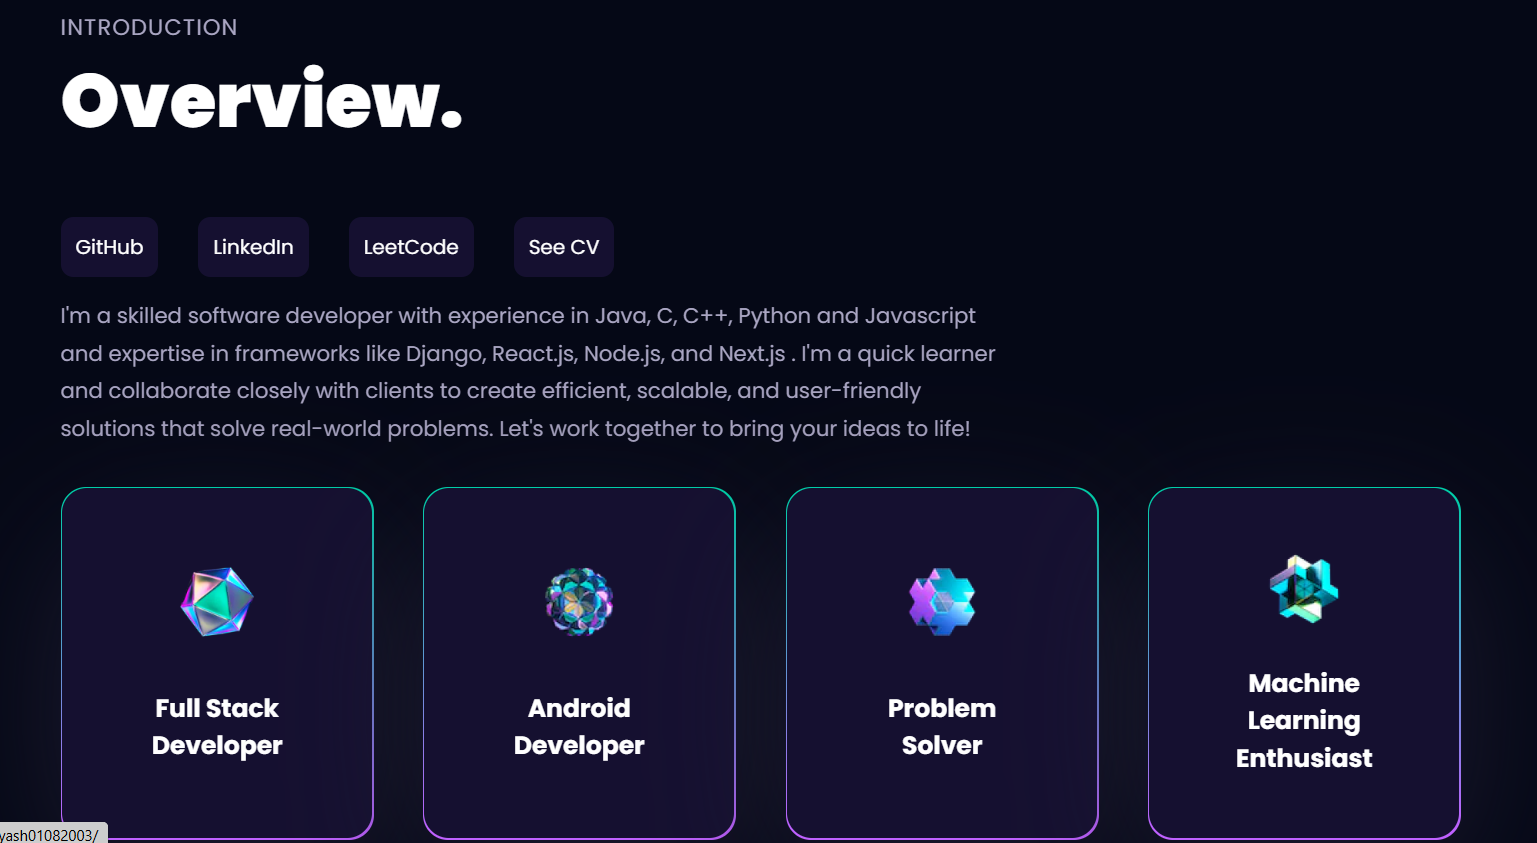 INTRODUCTION
Overview.
GitHub
LinkedIn
LeetCode
See CV
I'm a skilled software developer with experience in Java, C, C++, Python and Javascript
and expertise in frameworks like Django, React.js, Node.js, and Next.js . I'm a quick learner
and collaborate closely with clients to create efficient, scalable, and user-friendly
solutions that solve real-world problems. Let's work together to bring your ideas to life!
Full Stack
Developer
Android
Developer
Problem
Solver
Machine
Learning
Enthusiast
yash01082003/